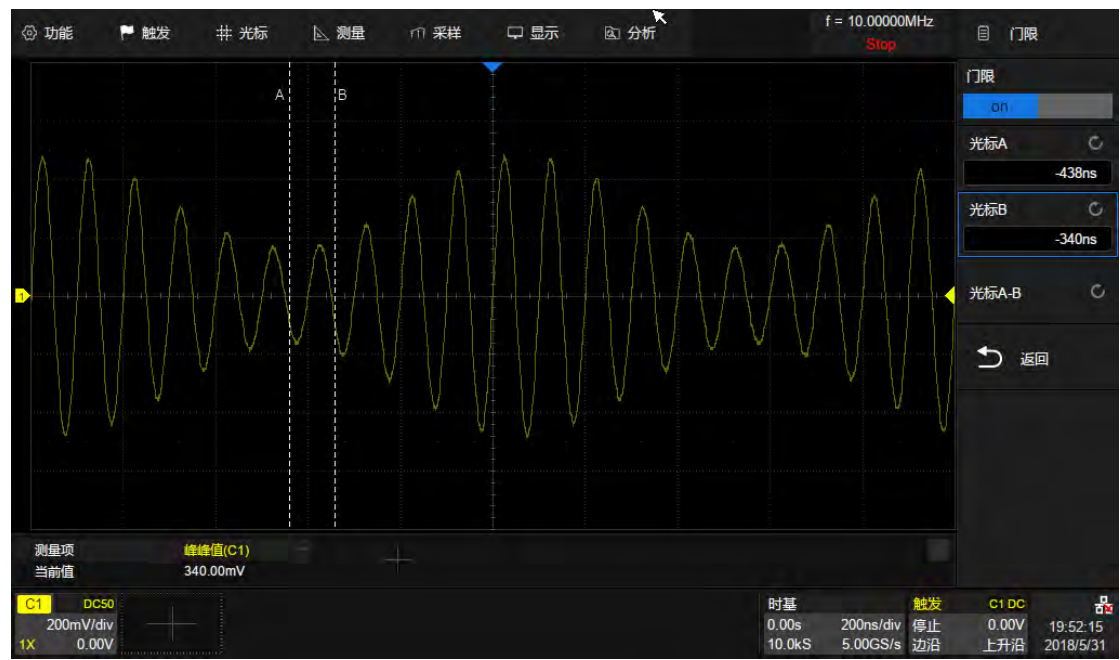 功能 触发 光标 测量 采样 显示 分析 f = 10.00000MHz 门限
Stop
门限
on
A B
光标A
-438ns
光标B
-340ns
1
光标A-B
返回
测量项 峰峰值(C1)
当前值 340.00mV
C1 DC50 时基 触发 C1 DC
200mV/div 0.00s 200ns/div 停止 0.00V 19:52:15
1X 0.00V 10.0kS 5.00GS/s 边沿 上升沿 2018/5/31